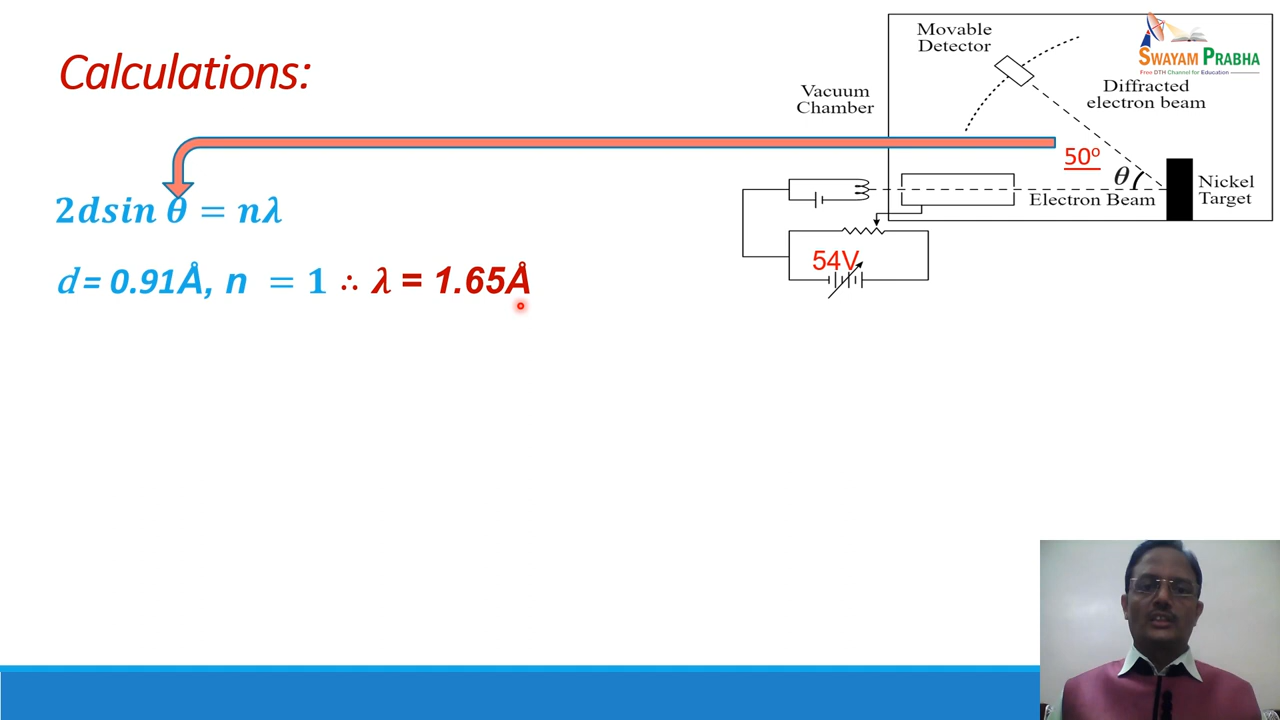 Calculations:
Movable
Detector
SWAYAM PRABHA
Free DTH Channel for Education
Diffracted
electron beam
Vacuum
Chamber
50º
θ
Nickel
Target
Electron Beam
2dsin θ = nλ
54V
d = 0.91Å, n = 1 ∴ λ = 1.65Å